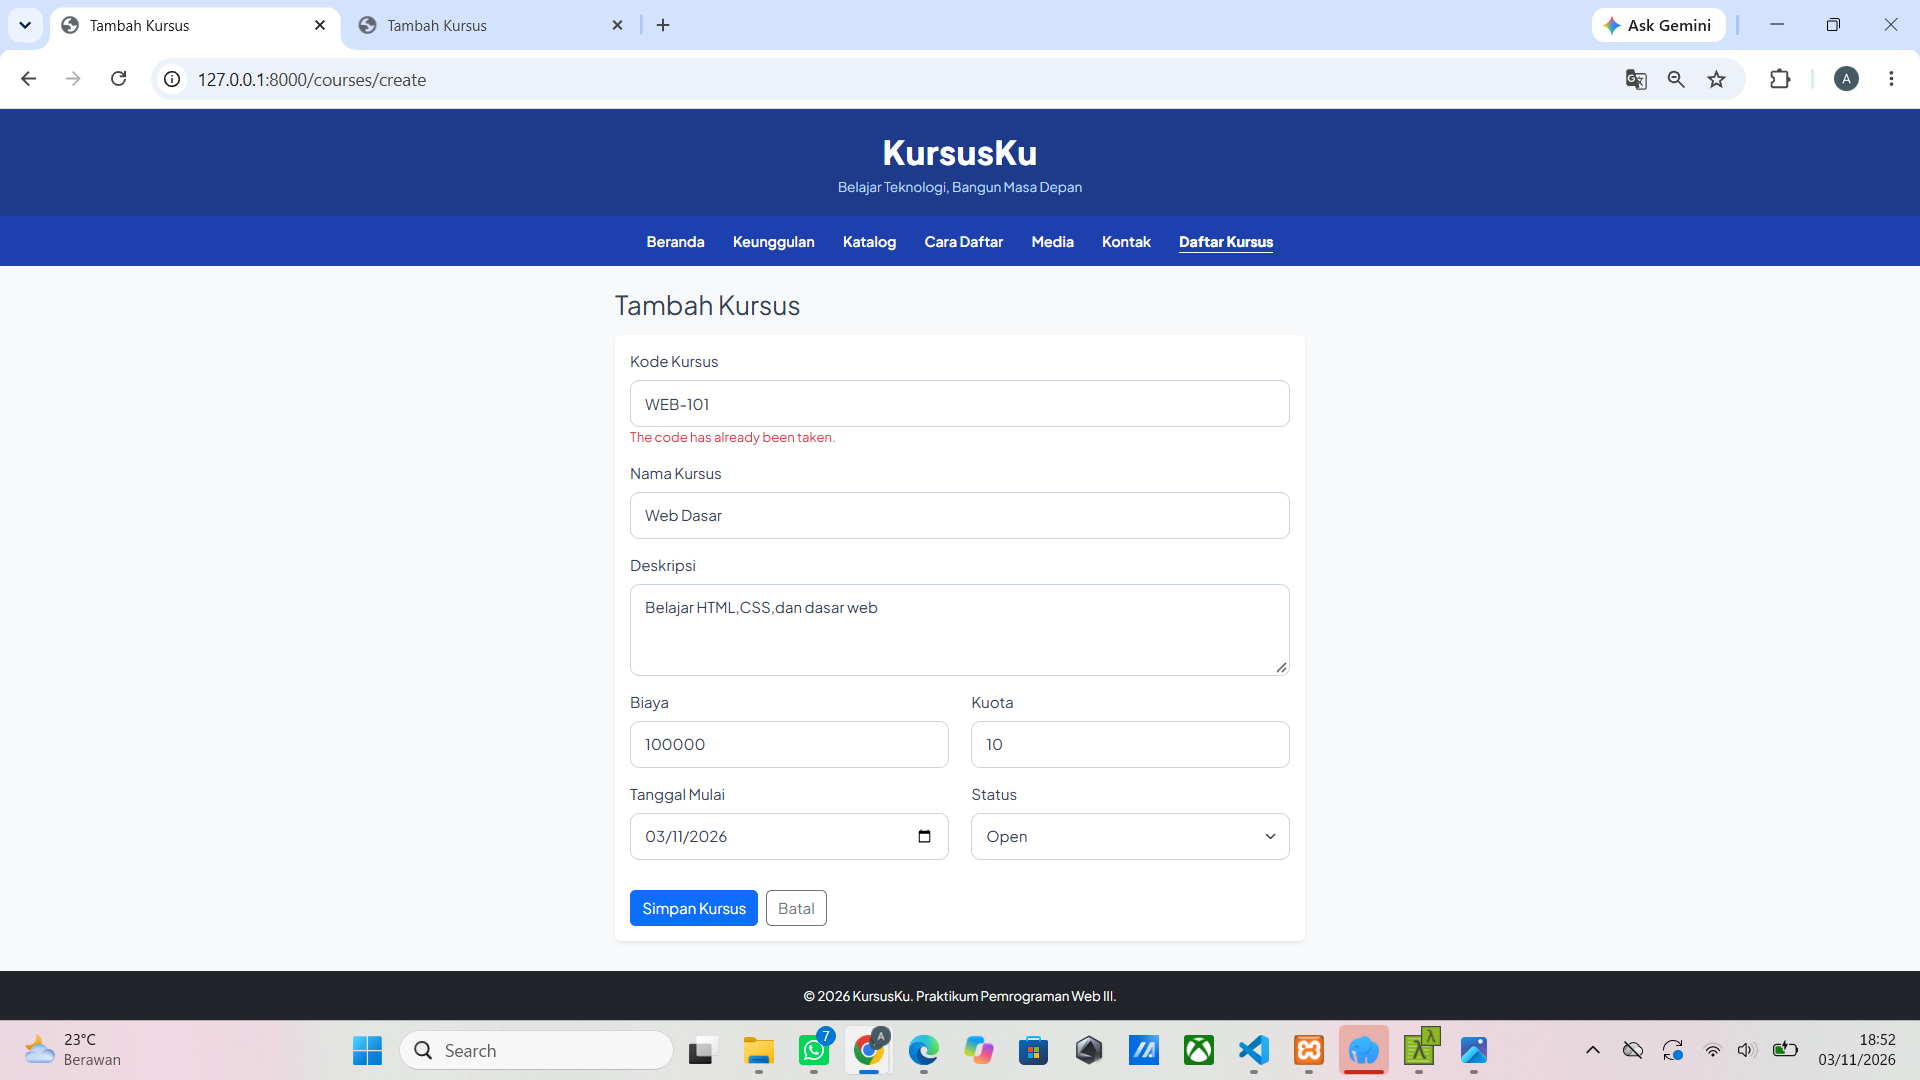 Tambah Kursus
Tambah Kursus
Ask Gemini
127.0.0.1:8000/courses/create
A
KursusKu
Belajar Teknologi, Bangun Masa Depan
Beranda Keunggulan Katalog Cara Daftar Media Kontak Daftar Kursus
Tambah Kursus
Kode Kursus
WEB-101
The code has already been taken.
Nama Kursus
Web Dasar
Deskripsi
Belajar HTML,CSS,dan dasar web
Biaya Kuota
100000 10
Tanggal Mulai Status
03/11/2026 Open
Simpan Kursus Batal
© 2026 KursusKu. Praktikum Pemrograman Web III.
23°C
Berawan
Search
7
A
18:52
03/11/2026